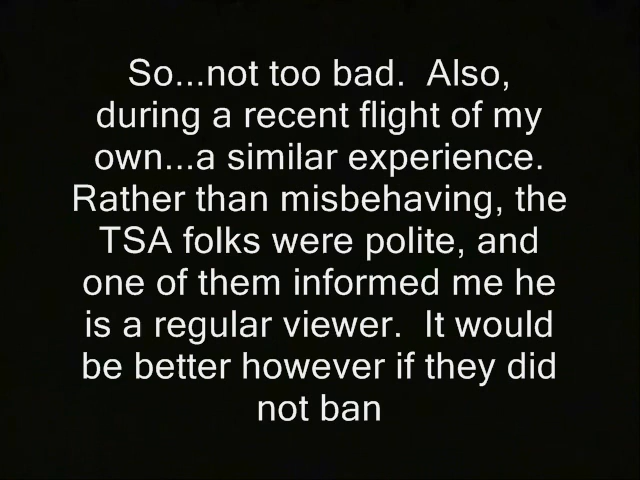 So...not too bad.  Also,
during a recent flight of my
own...a similar experience.
Rather than misbehaving, the
TSA folks were polite, and
one of them informed me he
is a regular viewer.  It would
be better however if they did
not ban